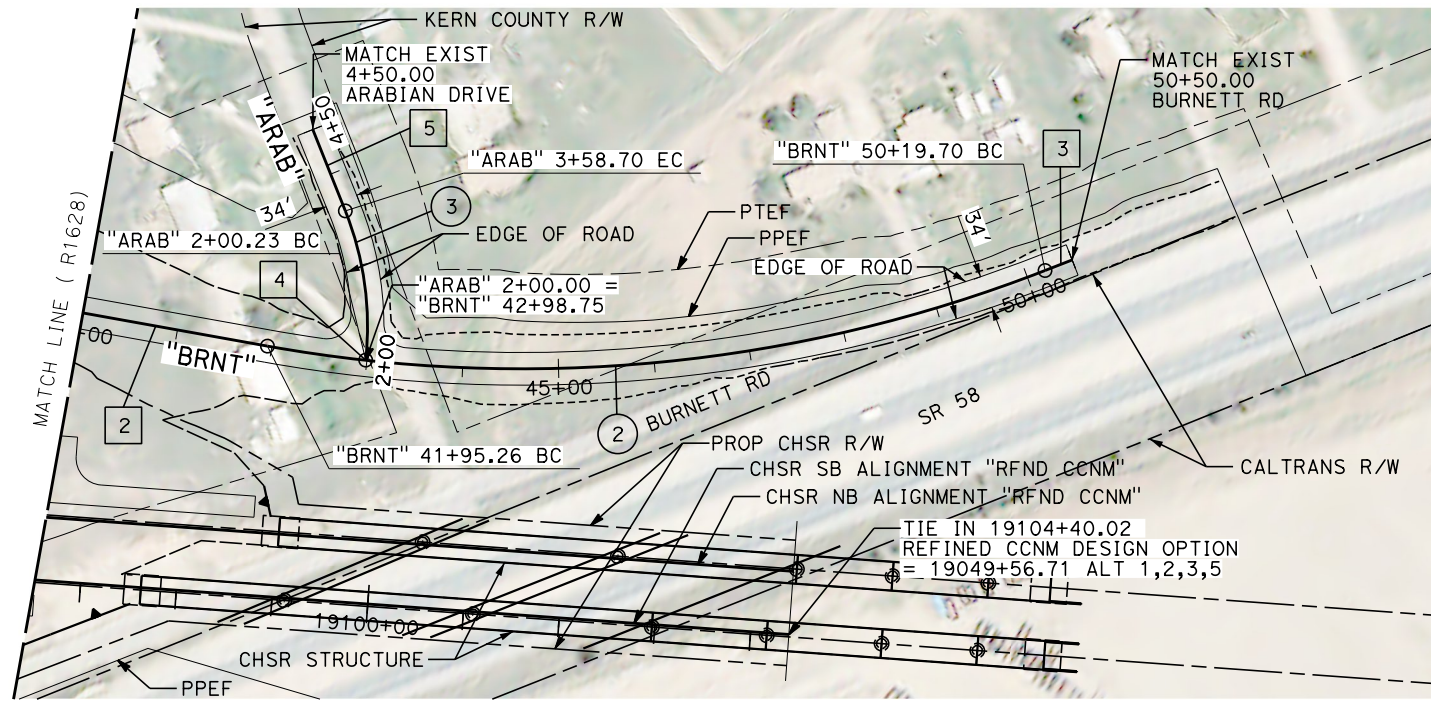 KERN COUNTY R/W
MATCH EXIST
4+50.00
ARABIAN DRIVE
MATCH EXIST
50+50.00
BURNETT RD
"ARAB"
4+50
5
"ARAB" 3+58.70 EC
"BRNT" 50+19.70 BC
3
34'
3
"ARAB" 2+00.23 BC
EDGE OF ROAD
PTEF
PPEF
34'
EDGE OF ROAD
4
"ARAB" 2+00.00 =
"BRNT" 42+98.75
50+00
MATCH LINE ( R1628)
00
"BRNT"
2+00
45+00
BURNETT RD
SR 58
2
2
"BRNT" 41+95.26 BC
PROP CHSR R/W
CHSR SB ALIGNMENT "RFND CCNM"
CHSR NB ALIGNMENT "RFND CCNM"
CALTRANS R/W
TIE IN 19104+40.02
REFINED CCNM DESIGN OPTION
= 19049+56.71 ALT 1,2,3,5
19100+00
CHSR STRUCTURE
PPEF